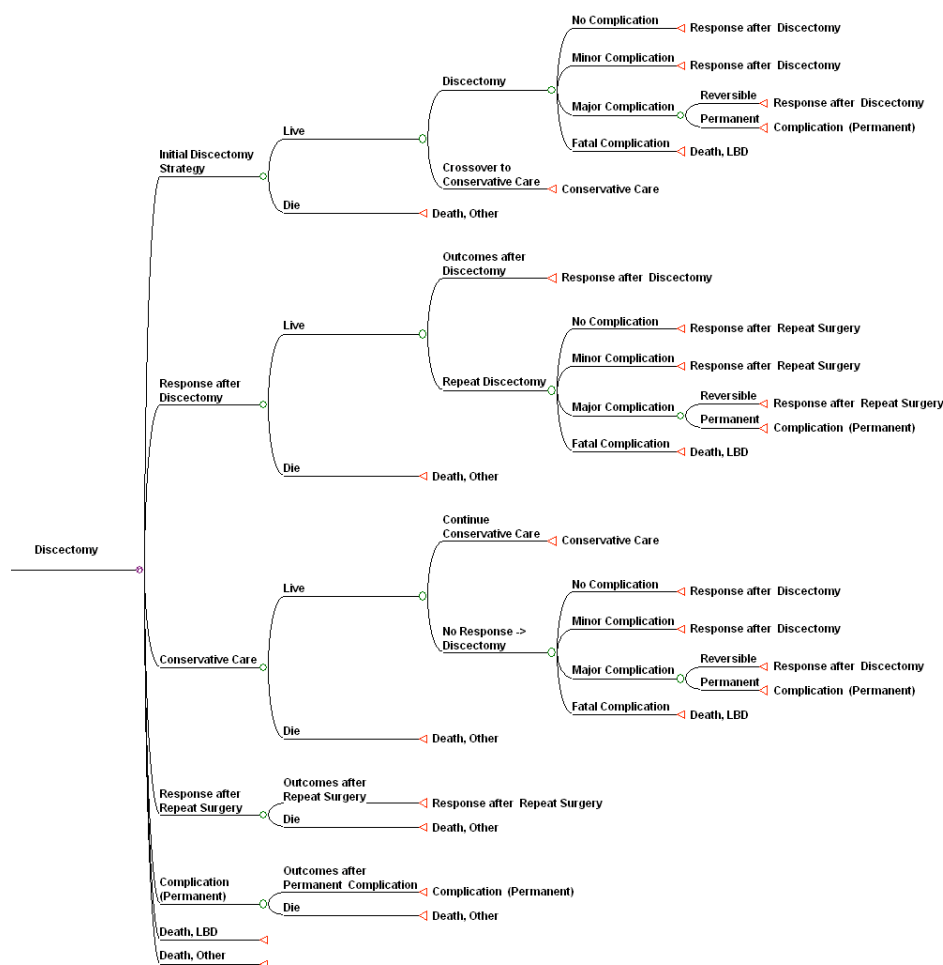 No Complication
Response after Discectomy
Minor Complication
Response after Discectomy
Discectomy
Reversible
Major Complication
Response after Discectomy
Permanent
Complication (Permanent)
Live
Fatal Complication
Death, LBD
Initial Discectomy
Strategy
Crossover to
Conservative Care
Conservative Care
Die
Death, Other
Outcomes after
Discectomy
Response after Discectomy
Live
No Complication
Response after Repeat Surgery
Minor Complication
Response after Repeat Surgery
Response after
Discectomy
Repeat Discectomy
Reversible
Major Complication
Response after Repeat Surgery
Permanent
Complication (Permanent)
Fatal Complication
Death, LBD
Die
Death, Other
Discectomy
Continue
Conservative Care
Conservative Care
Live
No Complication
Response after Discectomy
No Response ->
Discectomy
Minor Complication
Response after Discectomy
Conservative Care
Reversible
Major Complication
Response after Discectomy
Permanent
Complication (Permanent)
Fatal Complication
Death, LBD
Die
Death, Other
Response after
Repeat Surgery
Outcomes after
Repeat Surgery
Response after Repeat Surgery
Die
Death, Other
Complication
(Permanent)
Outcomes after
Permanent Complication
Complication (Permanent)
Die
Death, Other
Death, LBD
Death, Other